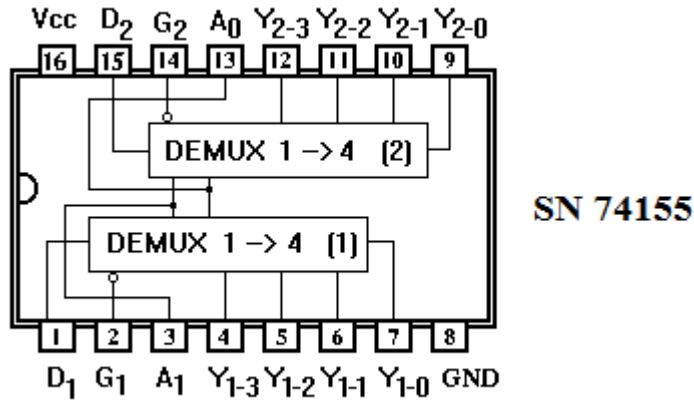 Vcc D₂ G₂ A₀ Y₂₋₃ Y₂₋₂ Y₂₋₁ Y₂₋₀
16 15 14 13 12 11 10 9
DEMUX 1 -> 4 (2)
SN 74155
DEMUX 1 -> 4 (1)
1 2 3 4 5 6 7 8
D₁ G₁ A₁ Y₁₋₃ Y₁₋₂ Y₁₋₁ Y₁₋₀ GND